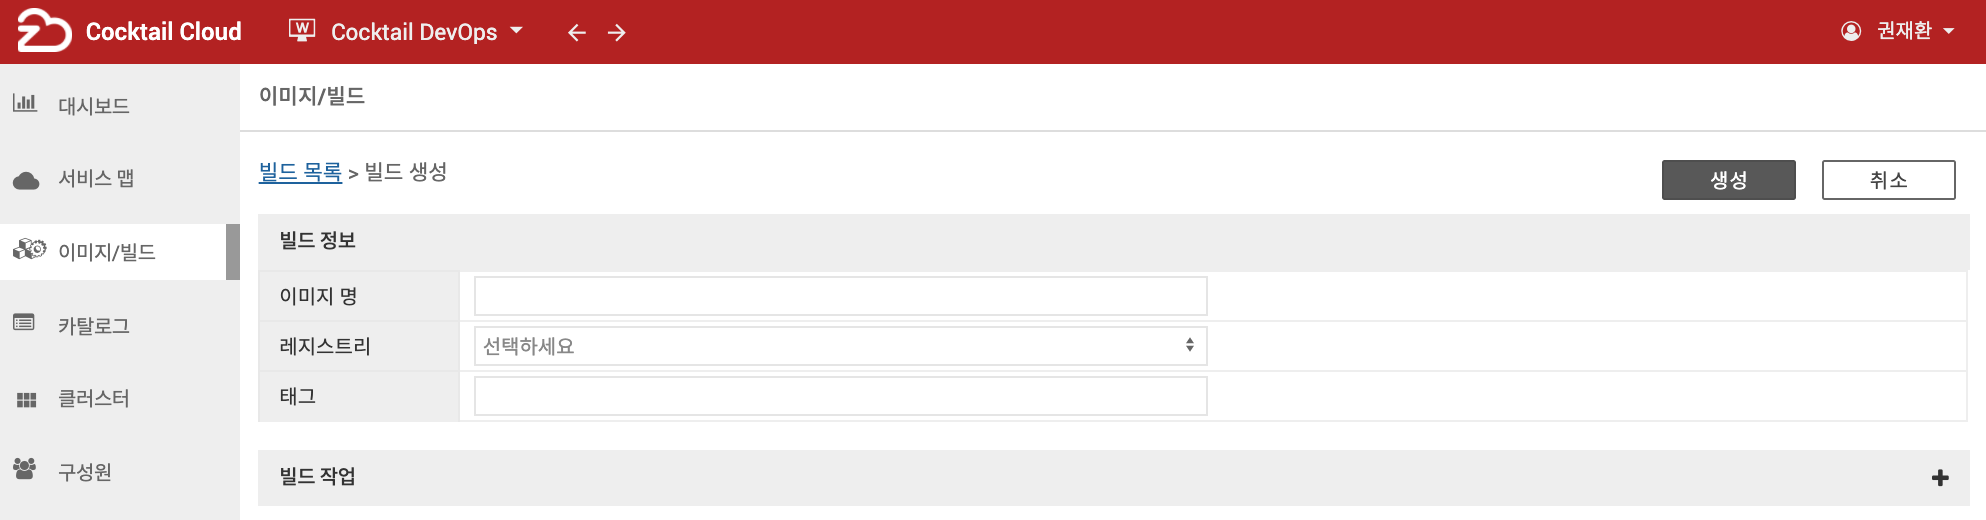 Cocktail Cloud
W Cocktail DevOps
권재환
대시보드
서비스 맵
이미지/빌드
카탈로그
클러스터
구성원
이미지/빌드
빌드 목록 > 빌드 생성
생성
취소
빌드 정보
이미지 명
레지스트리
선택하세요
태그
빌드 작업